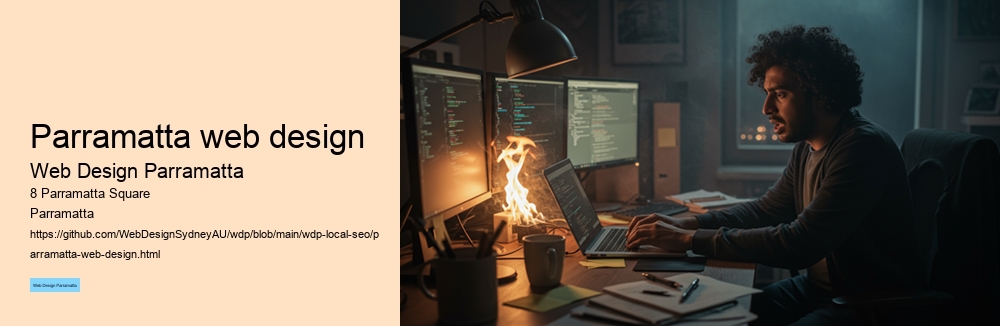 Parramatta web design
Web Design Parramatta
8 Parramatta Square
Parramatta
https://github.com/WebDesignSydneyAU/wdp/blob/main/wdp-local-seo/p
arramatta-web-design.html
Web Design Parramatta